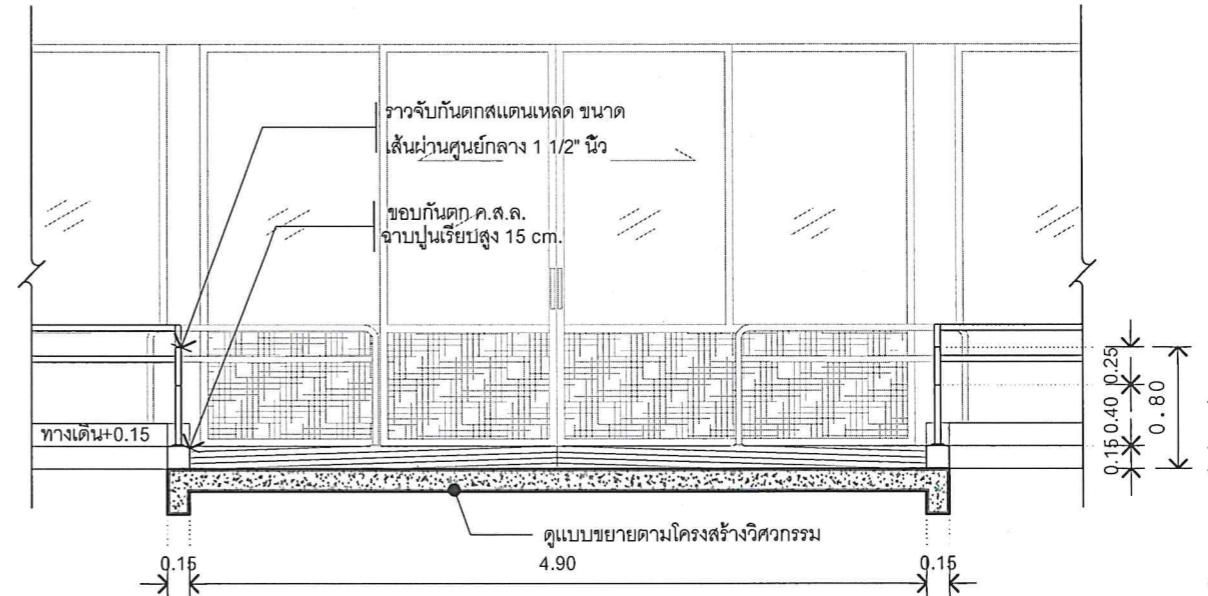 ราวจับกันตกสแตนเหลด ขนาด
เส้นผ่านศูนย์กลาง 1 1/2" นิ้ว
ขอบกันตก ค.ส.ล.
ฉาบปูนเรียบสูง 15 cm.
ทางเดิน+0.15
0.25
0.40
0.15
0.80
ดูแบบขยายตามโครงสร้างวิศวกรรม
0.15
4.90
0.15